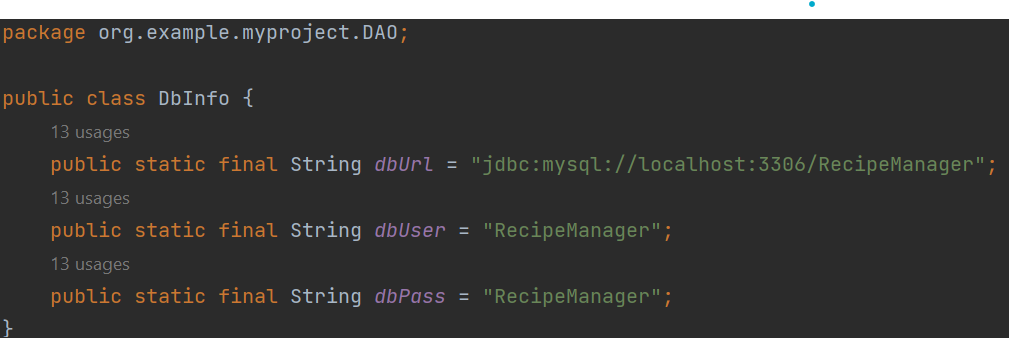 package org.example.myproject.DAO;
public class DbInfo {
13 usages
public static final String dbUrl = "jdbc:mysql://localhost:3306/RecipeManager";
13 usages
public static final String dbUser = "RecipeManager";
13 usages
public static final String dbPass = "RecipeManager";
}